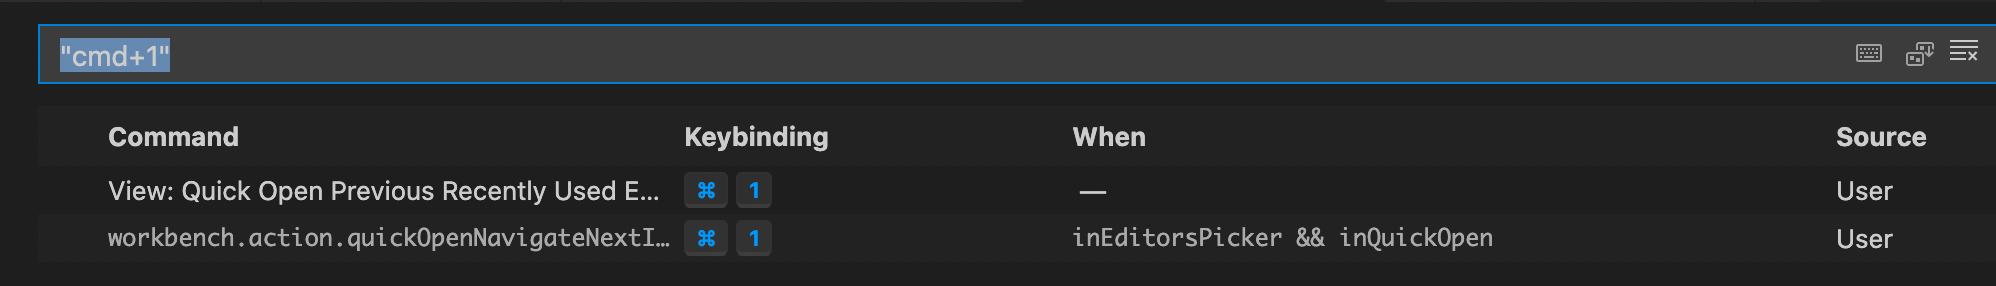 "cmd+1"
Command Keybinding When Source
View: Quick Open Previous Recently Used E... ⌘ 1 — User
workbench.action.quickOpenNavigateNextI... ⌘ 1 inEditorsPicker && inQuickOpen User